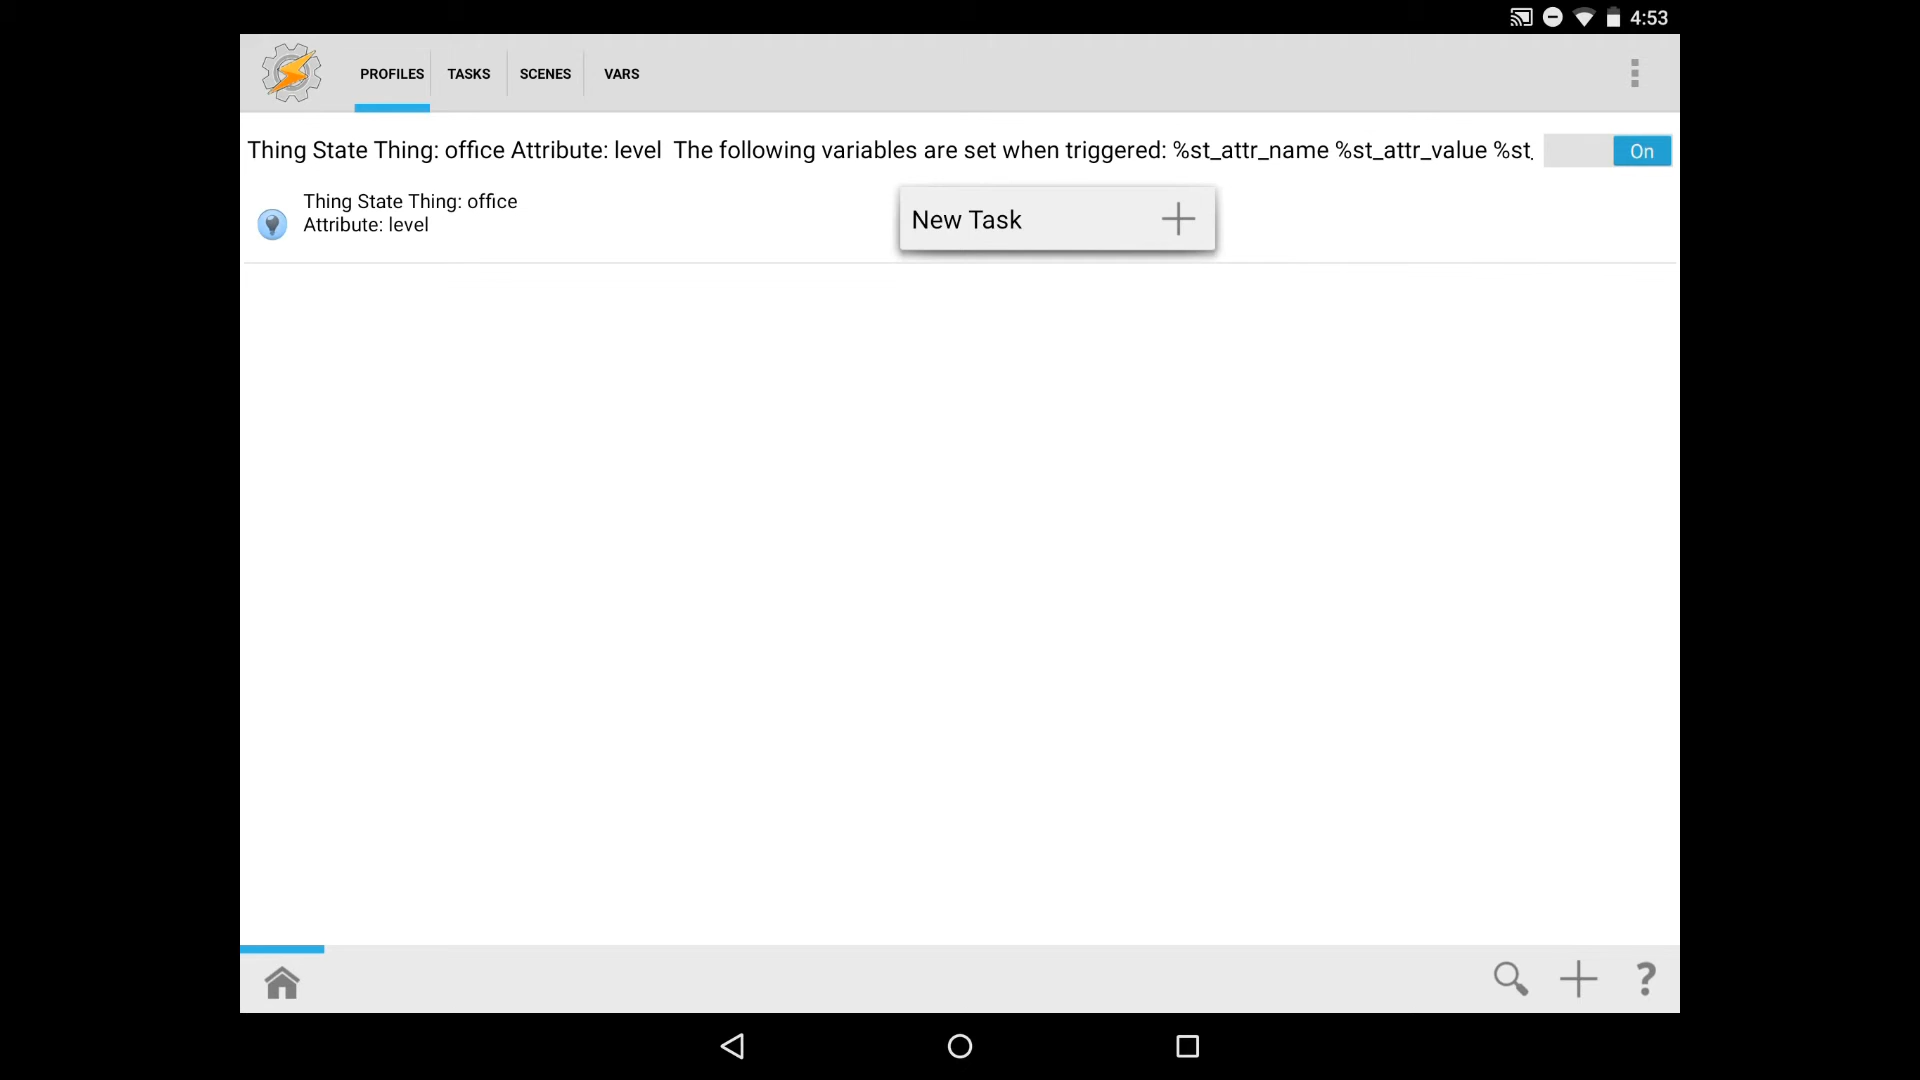 4:53
PROFILES TASKS SCENES VARS
Thing State Thing: office Attribute: level  The following variables are set when triggered: %st_attr_name %st_attr_value %st_ On
Thing State Thing: office
Attribute: level
New Task
?